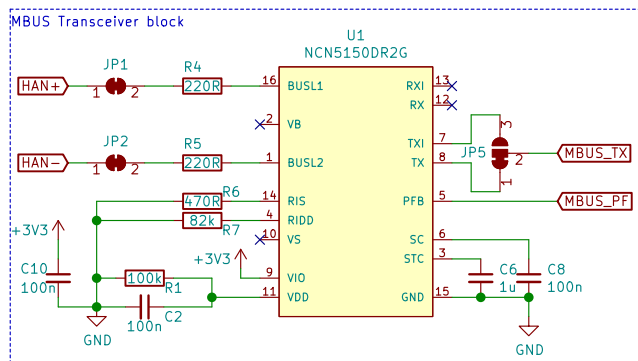 MBUS Transceiver block
U1
NCN5150DR2G
JP1
R4
HAN+
1
2
220R
16
BUSL1
RXI
13
RX
12
2
VB
TXI
7
3
JP2
R5
HAN-
1
2
220R
1
BUSL2
TX
8
JP5
2
MBUS_TX
1
R6
470R
14
RIS
PFB
5
MBUS_PF
82k
4
RIDD
R7
+3V3
10
VS
SC
6
+3V3
STC
3
C10
100n
100k
R1
9
VIO
C6
1u
C8
100n
11
VDD
GND
15
C2
100n
GND
GND